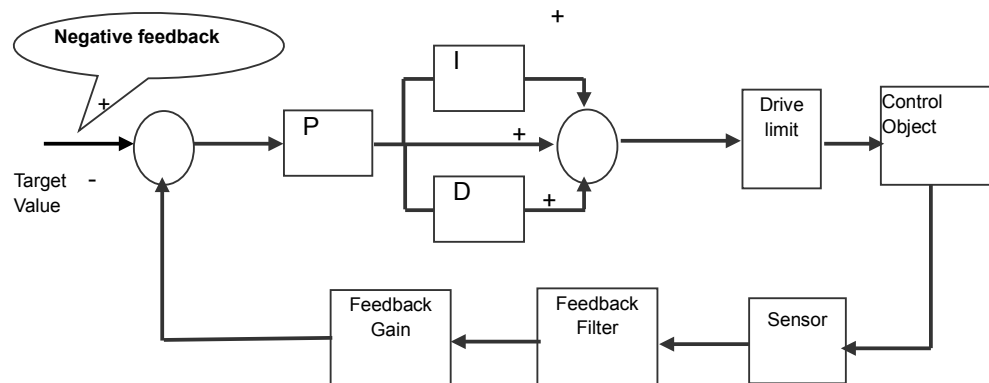 +
Negative feedback
+
I
P
+
D
+
Drive
limit
Control
Object
Target
Value
-
Feedback
Gain
Feedback
Filter
Sensor